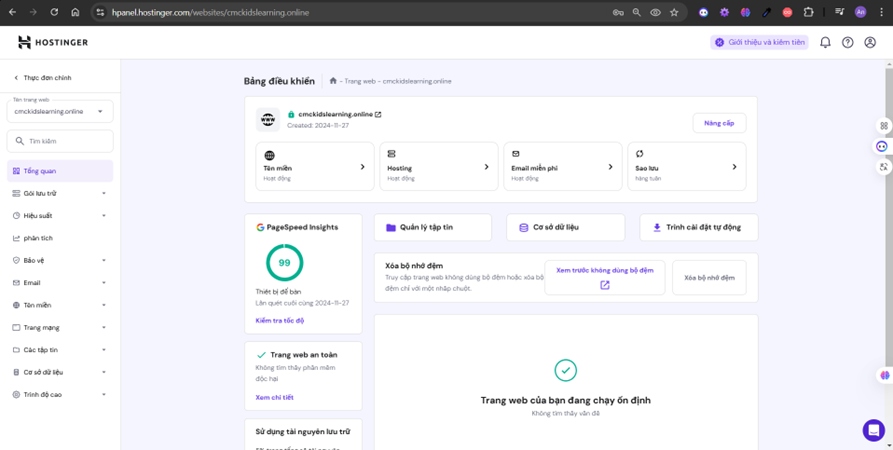 hpanel.hostinger.com/websites/cmckidslearning.online
HOSTINGER
Giới thiệu và kiếm tiền
Thực đơn chính
Tên trang web
cmckidslearning.online
Tìm kiếm
Tổng quan
Gói lưu trữ
Hiệu suất
phân tích
Bảo vệ
Email
Tên miền
Trang mạng
Các tập tin
Cơ sở dữ liệu
Trình độ cao
Bảng điều khiển
- Trang web - cmckidslearning.online
WWW
cmckidslearning.online
Created: 2024-11-27
Nâng cấp
Tên miền
Hoạt động
Hosting
Hoạt động
Email miễn phí
Hoạt động
Sao lưu
hàng tuần
PageSpeed Insights
99
Thiết bị để bàn
Lần quét cuối cùng 2024-11-27
Kiểm tra tốc độ
Quản lý tập tin
Cơ sở dữ liệu
Trình cài đặt tự động
Xóa bộ nhớ đệm
Truy cập trang web không dùng bộ đệm hoặc xóa bộ
đệm chỉ với một nhấp chuột.
Xem trước không dùng bộ đệm
Xóa bộ nhớ đệm
Trang web an toàn
Không tìm thấy phần mềm
độc hại
Xem chi tiết
Trang web của bạn đang chạy ổn định
Không tìm thấy vấn đề
Sử dụng tài nguyên lưu trữ